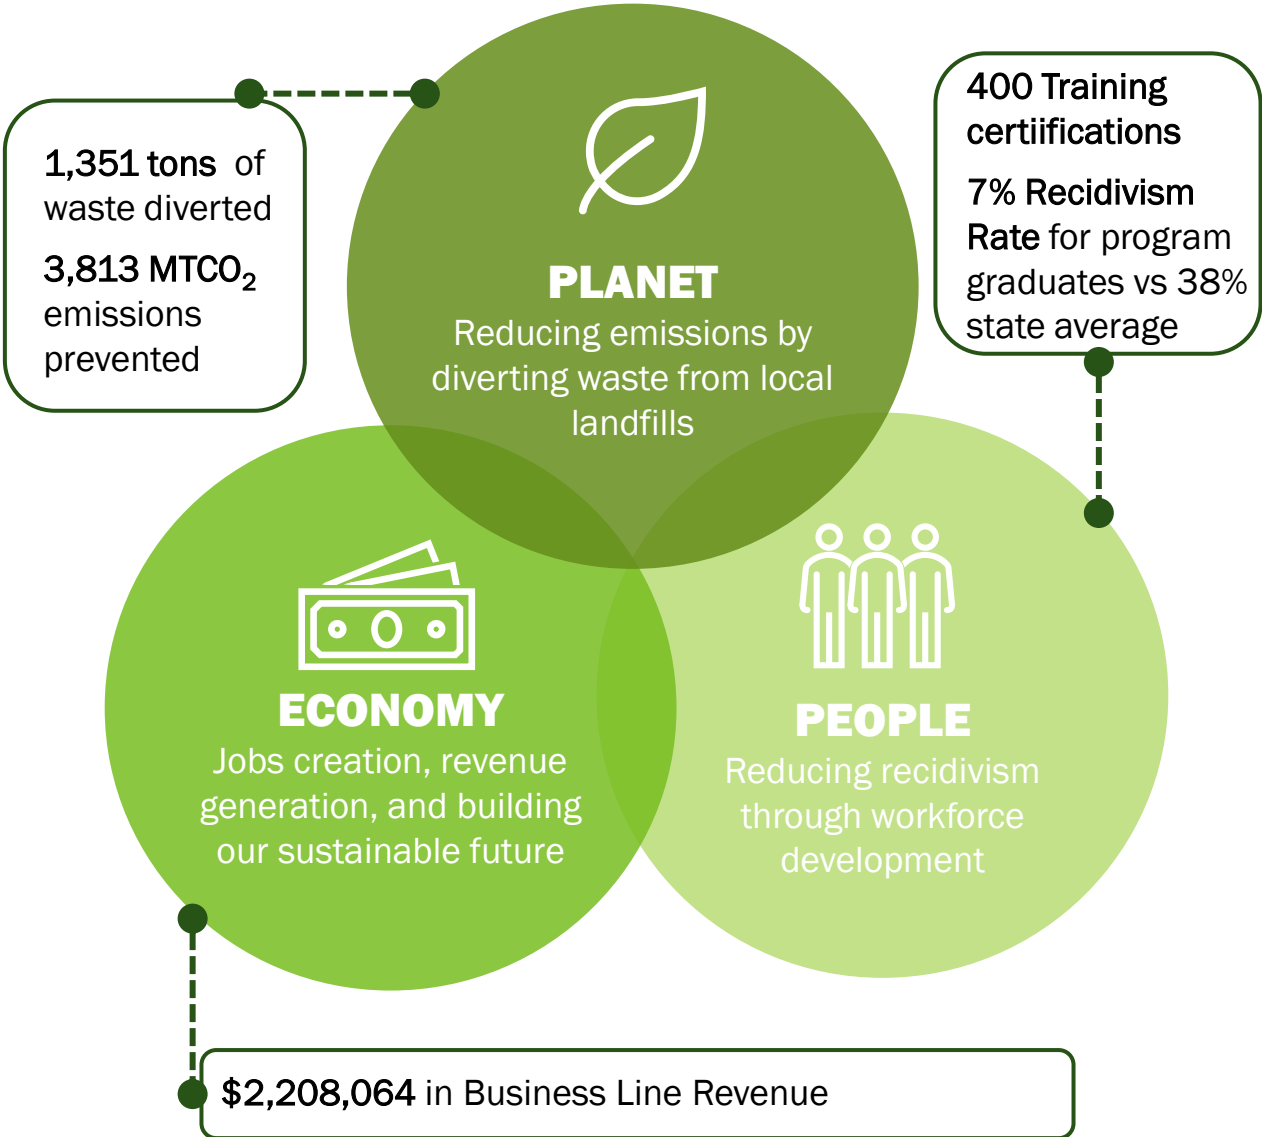 1,351 tons of
waste diverted
3,813 MTCO₂
emissions
prevented
PLANET
Reducing emissions by
diverting waste from local
landfills
400 Training
certiifications
7% Recidivism
Rate for program
graduates vs 38%
state average
ECONOMY
Jobs creation, revenue
generation, and building
our sustainable future
PEOPLE
Reducing recidivism
through workforce
development
$2,208,064 in Business Line Revenue